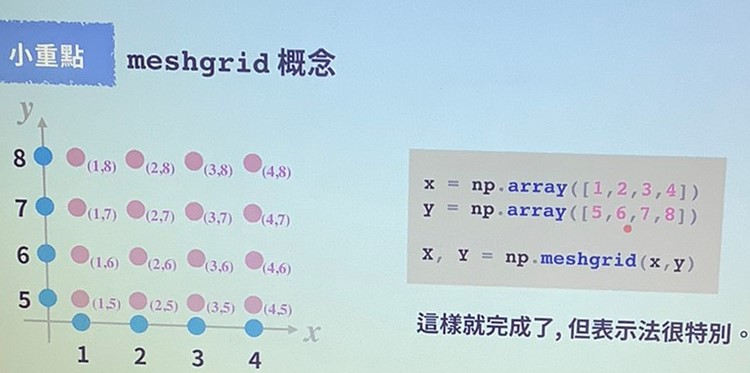 小重點
meshgrid 概念
y
8 (1,8) (2,8) (3,8) (4,8)
7 (1,7) (2,7) (3,7) (4,7)
6 (1,6) (2,6) (3,6) (4,6)
5 (1,5) (2,5) (3,5) (4,5)
x
1 2 3 4
x = np.array([1,2,3,4])
y = np.array([5,6,7,8])
X, Y = np.meshgrid(x,y)
這樣就完成了, 但表示法很特別。